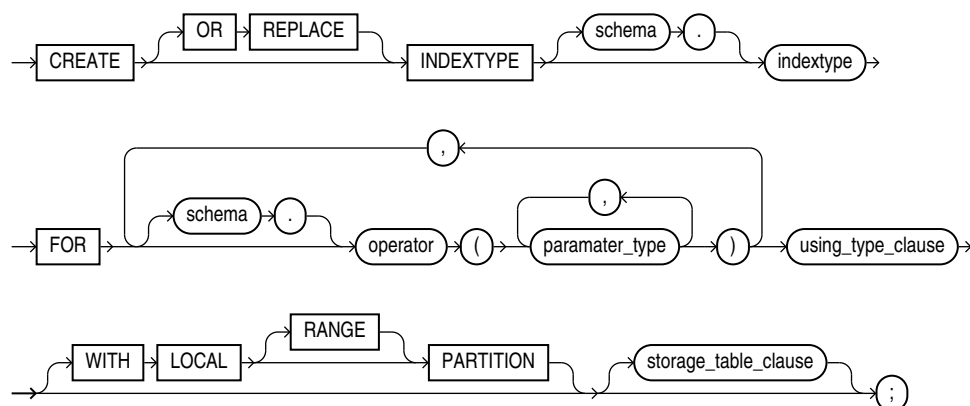 OR REPLACE schema .
CREATE INDEXTYPE indextype
,
schema . ,
FOR operator ( paramater_type ) using_type_clause
RANGE
WITH LOCAL PARTITION storage_table_clause
;